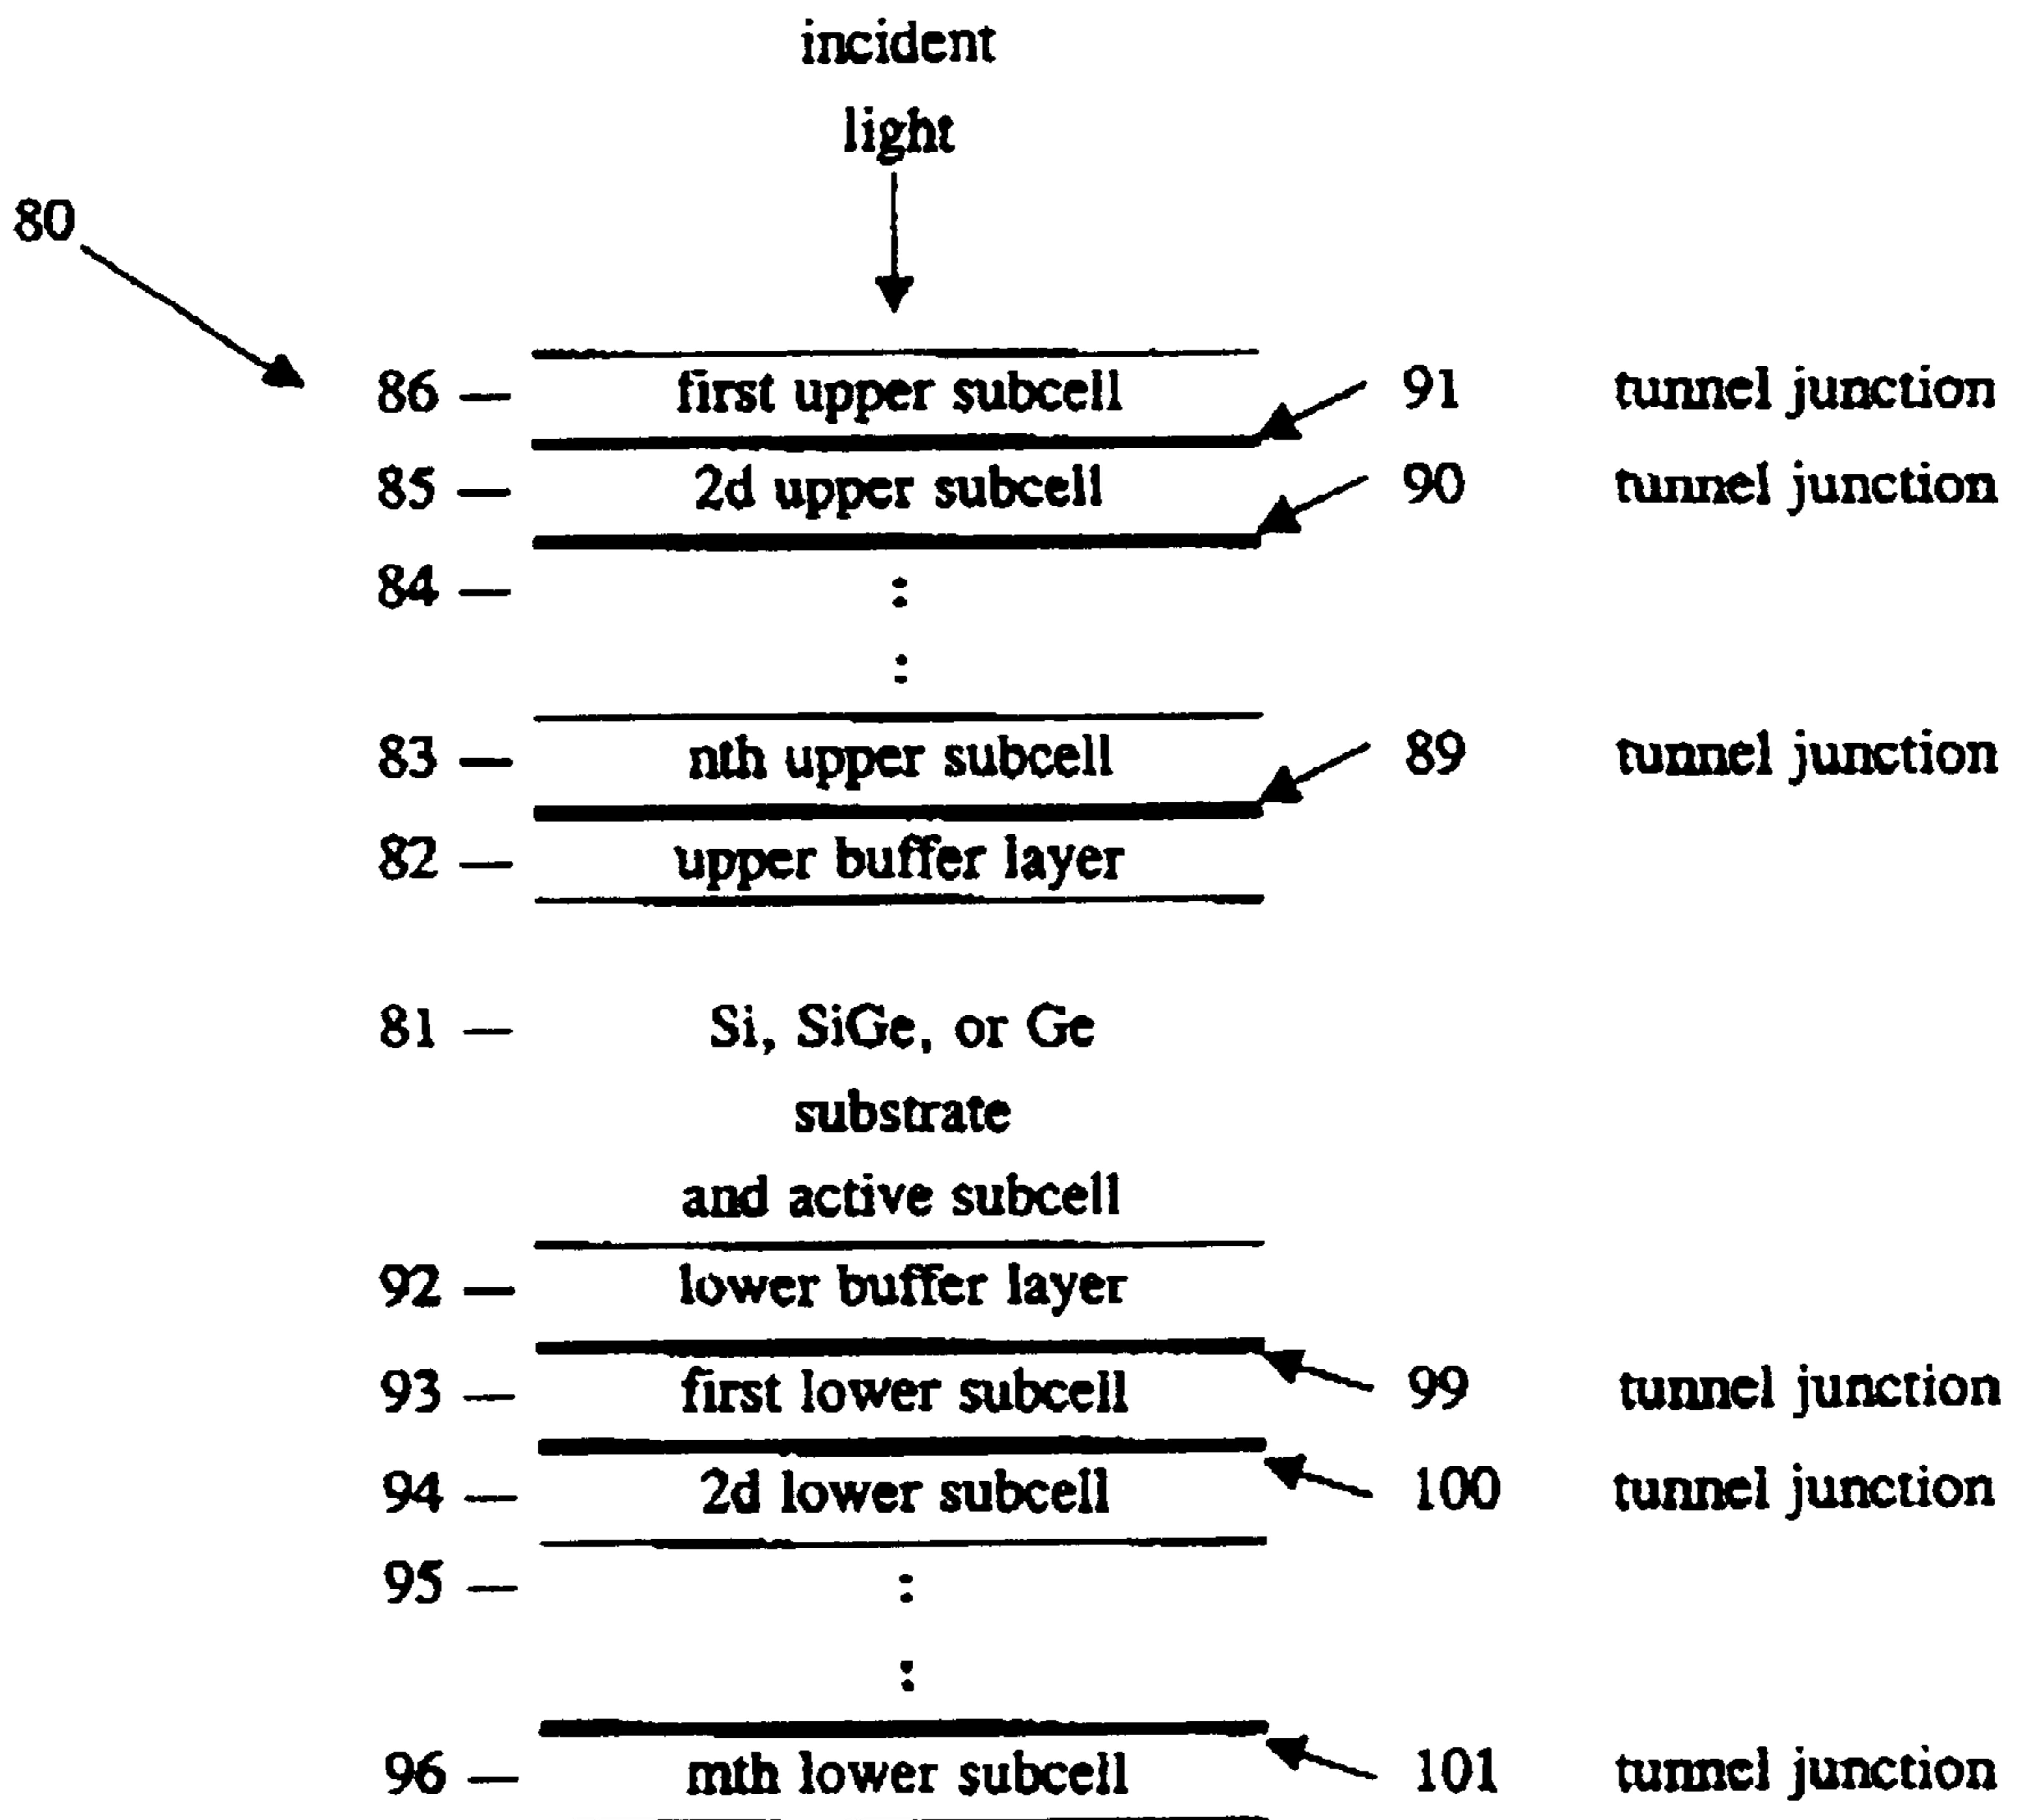 incident
light
80
86 — first upper subcell 91 tunnel junction
85 — 2d upper subcell 90 tunnel junction
84 — :
:
83 — nth upper subcell 89 tunnel junction
82 — upper buffer layer
81 — Si, SiGe, or Ge
substrate
and active subcell
92 — lower buffer layer
93 — first lower subcell 99 tunnel junction
94 — 2d lower subcell 100 tunnel junction
95 — :
:
96 — mth lower subcell 101 tunnel junction